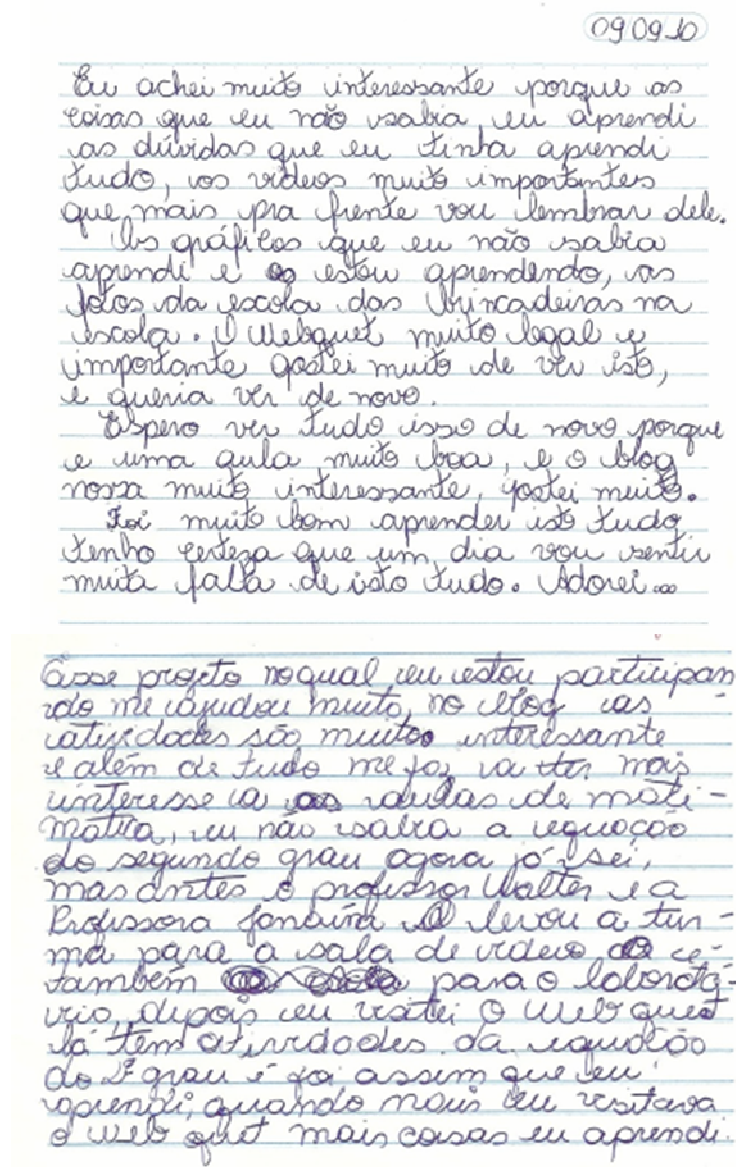 09 09 10
Eu achei muito interessante porque as
coisas que eu não sabia, eu aprendi
as dúvidas que eu tinha aprendi
tudo, os vídeos muito importantes
que mais pra frente vou lembrar dele.
Os gráficos que eu não sabia
aprendi e estou aprendendo, as
fotos da escola das brincadeiras na
escola. O Webquet muito legal e
importante gostei muito de ver isto,
e queria ver de novo.
Espero ver tudo isso de novo porque
e uma aula muito boa, e o blog
nossa muito interessante, gostei muito.
Foi muito bom aprender isto tudo
tenho certeza que um dia vou sentir
muita falta de isto tudo. Adorei...
Esse projeto no qual eu estou participan
do me ajudou muito, no blog as
atividades são muitos interessante
e além de tudo me faz a ter mais
interesse a as aulas de mate-
mática, eu não sabia a equação
do segundo grau agora já sei,
mas antes o professor Walter e a
Professora levou a tur-
ma para a sala de video e
também para o laborató-
rio, depois eu visitei o Web quest
lá tem atividades da equação
do 2º grau e foi assim que eu
aprendi, quando mais eu visitava
o web quet mais coisas eu aprendi.